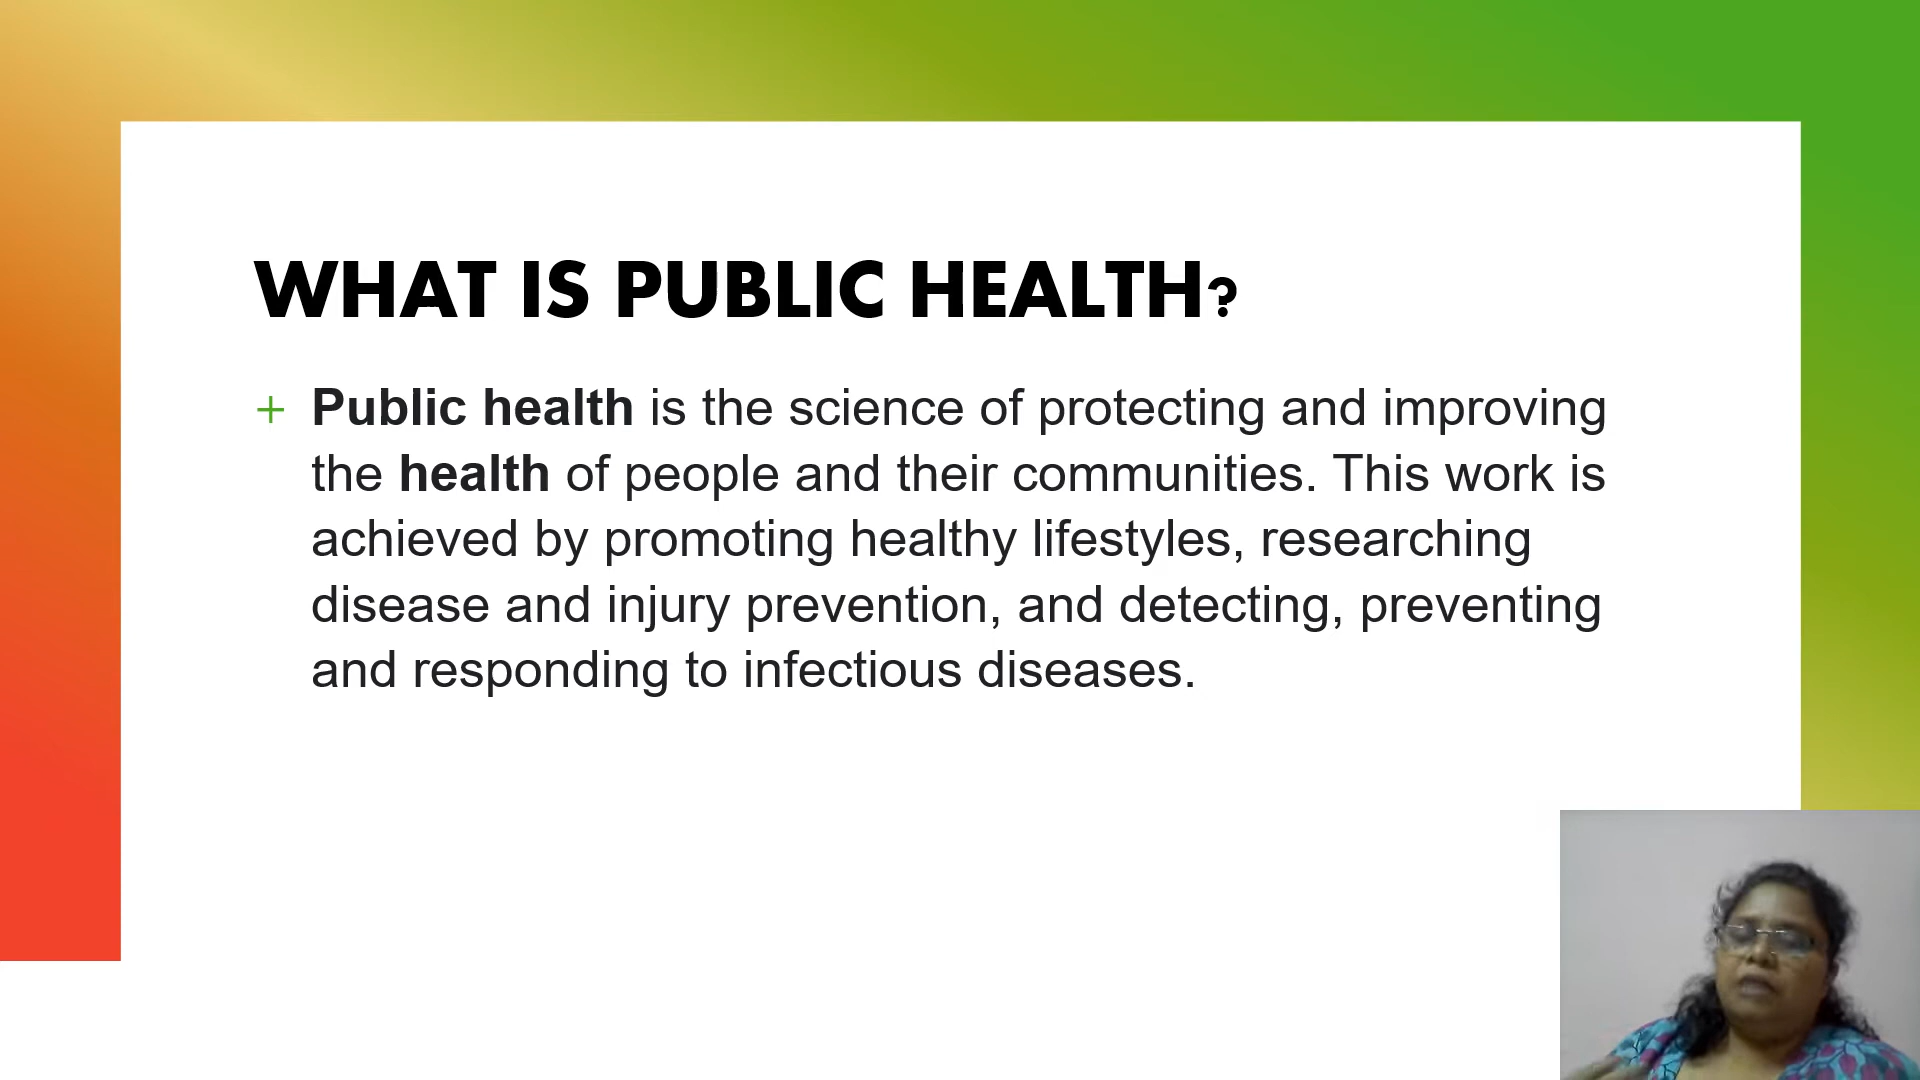 WHAT IS PUBLIC HEALTH?
+ Public health is the science of protecting and improving
the health of people and their communities. This work is
achieved by promoting healthy lifestyles, researching
disease and injury prevention, and detecting, preventing
and responding to infectious diseases.